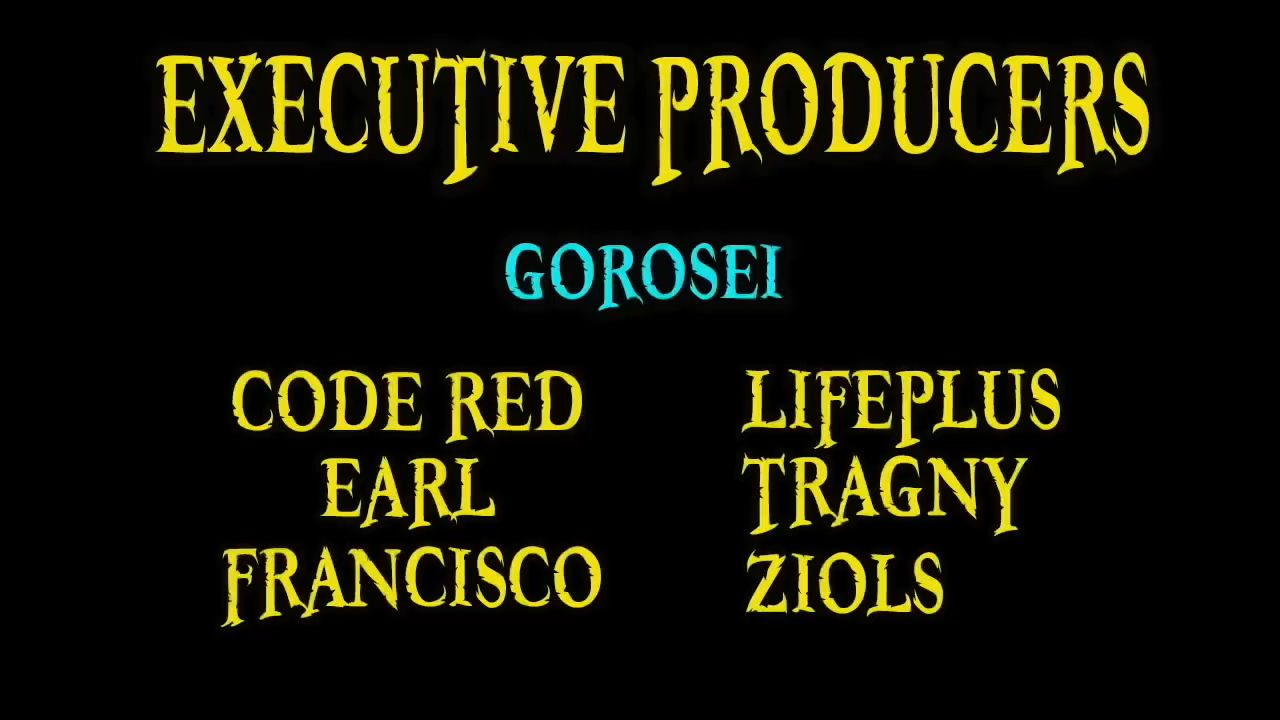 EXECUTIVE PRODUCERS
GOROSEI
CODE RED
EARL
FRANCISCO
LIFEPLUS
TRAGNY
ZIOLS